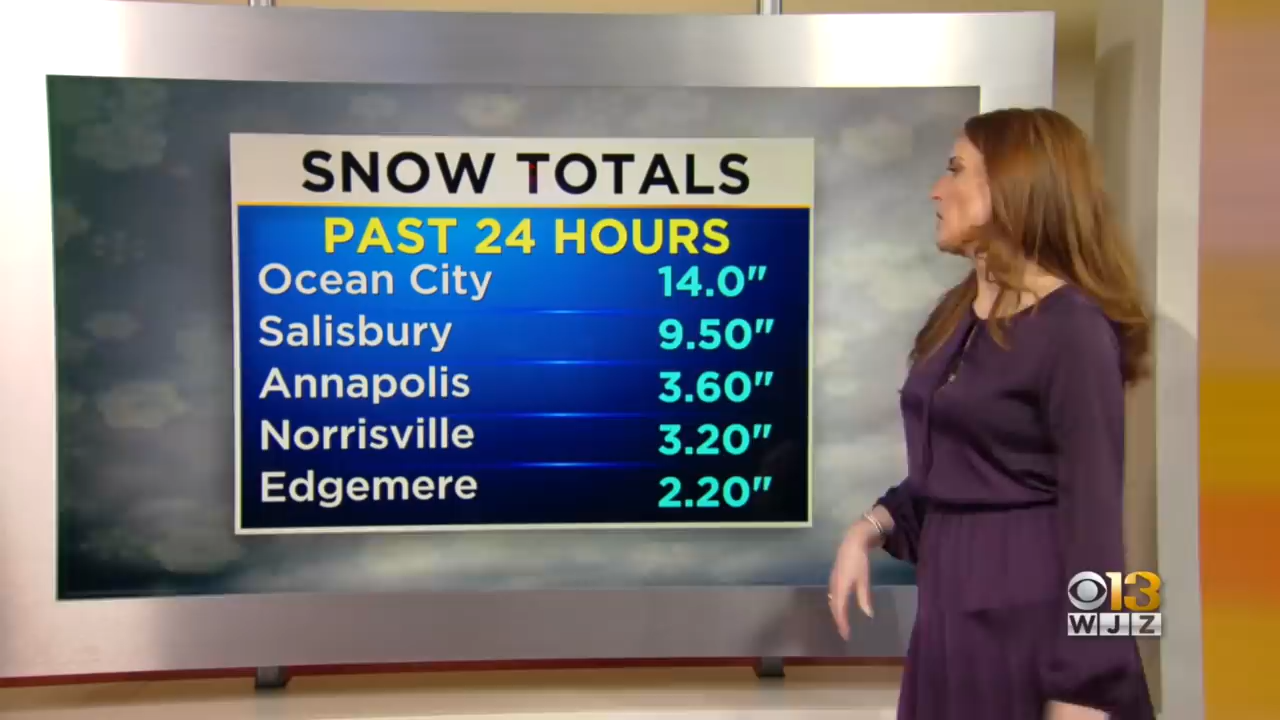 SNOW TOTALS
PAST 24 HOURS
Ocean City 14.0"
Salisbury 9.50"
Annapolis 3.60"
Norrisville 3.20"
Edgemere 2.20"
13
WJZ